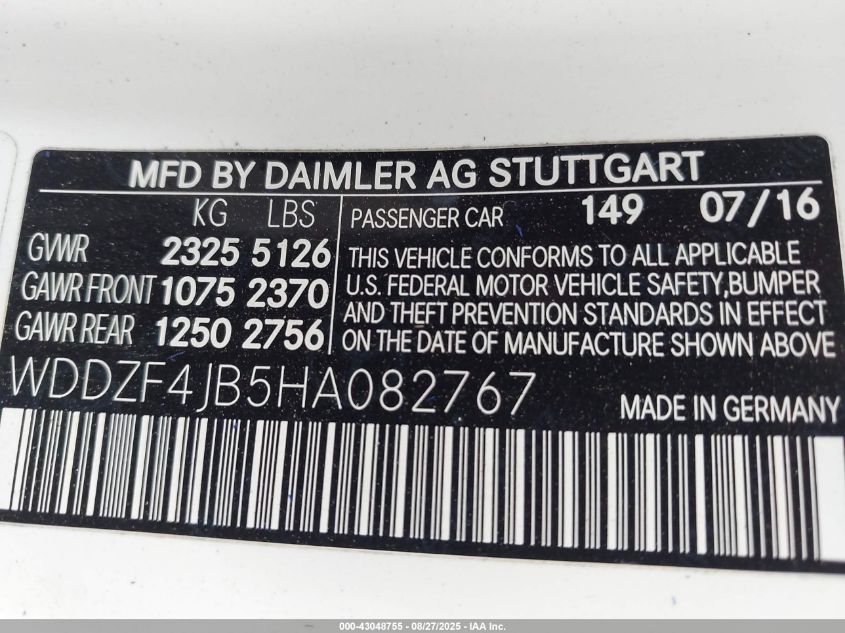 MFD BY DAIMLER AG STUTTGART
KG LBS
GVWR 2325 5126
GAWR FRONT 1075 2370
GAWR REAR 1250 2756
PASSENGER CAR 149 07/16
THIS VEHICLE CONFORMS TO ALL APPLICABLE
U.S. FEDERAL MOTOR VEHICLE SAFETY,BUMPER
AND THEFT PREVENTION STANDARDS IN EFFECT
ON THE DATE OF MANUFACTURE SHOWN ABOVE
WDDZF4JB5HA082767
MADE IN GERMANY
000-43048755 — 08/27/2025 — IAA Inc.